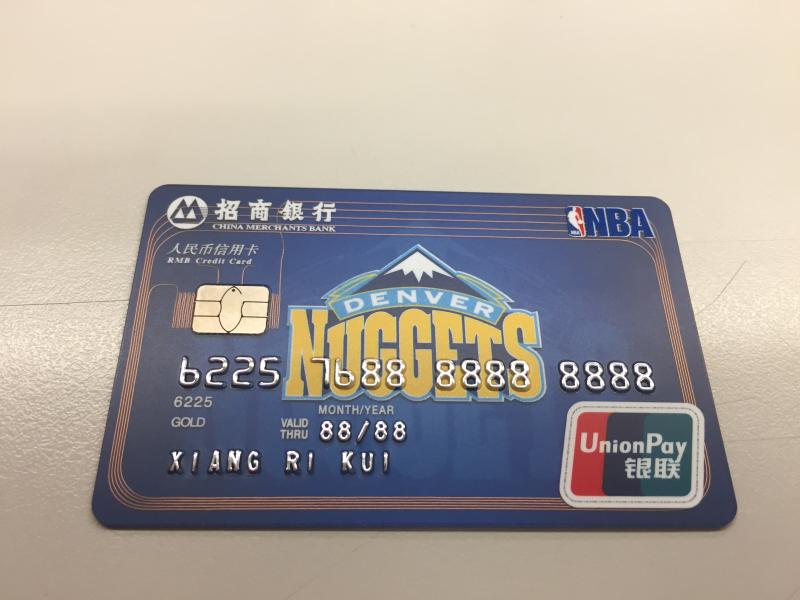 招商銀行
CHINA MERCHANTS BANK
NBA
人民币信用卡
RMB Credit Card
DENVER
NUGGETS
6225 7688 8888 8888
6225
MONTH/YEAR
GOLD
VALID THRU 88/88
XIANG RI KUI
UnionPay
银联